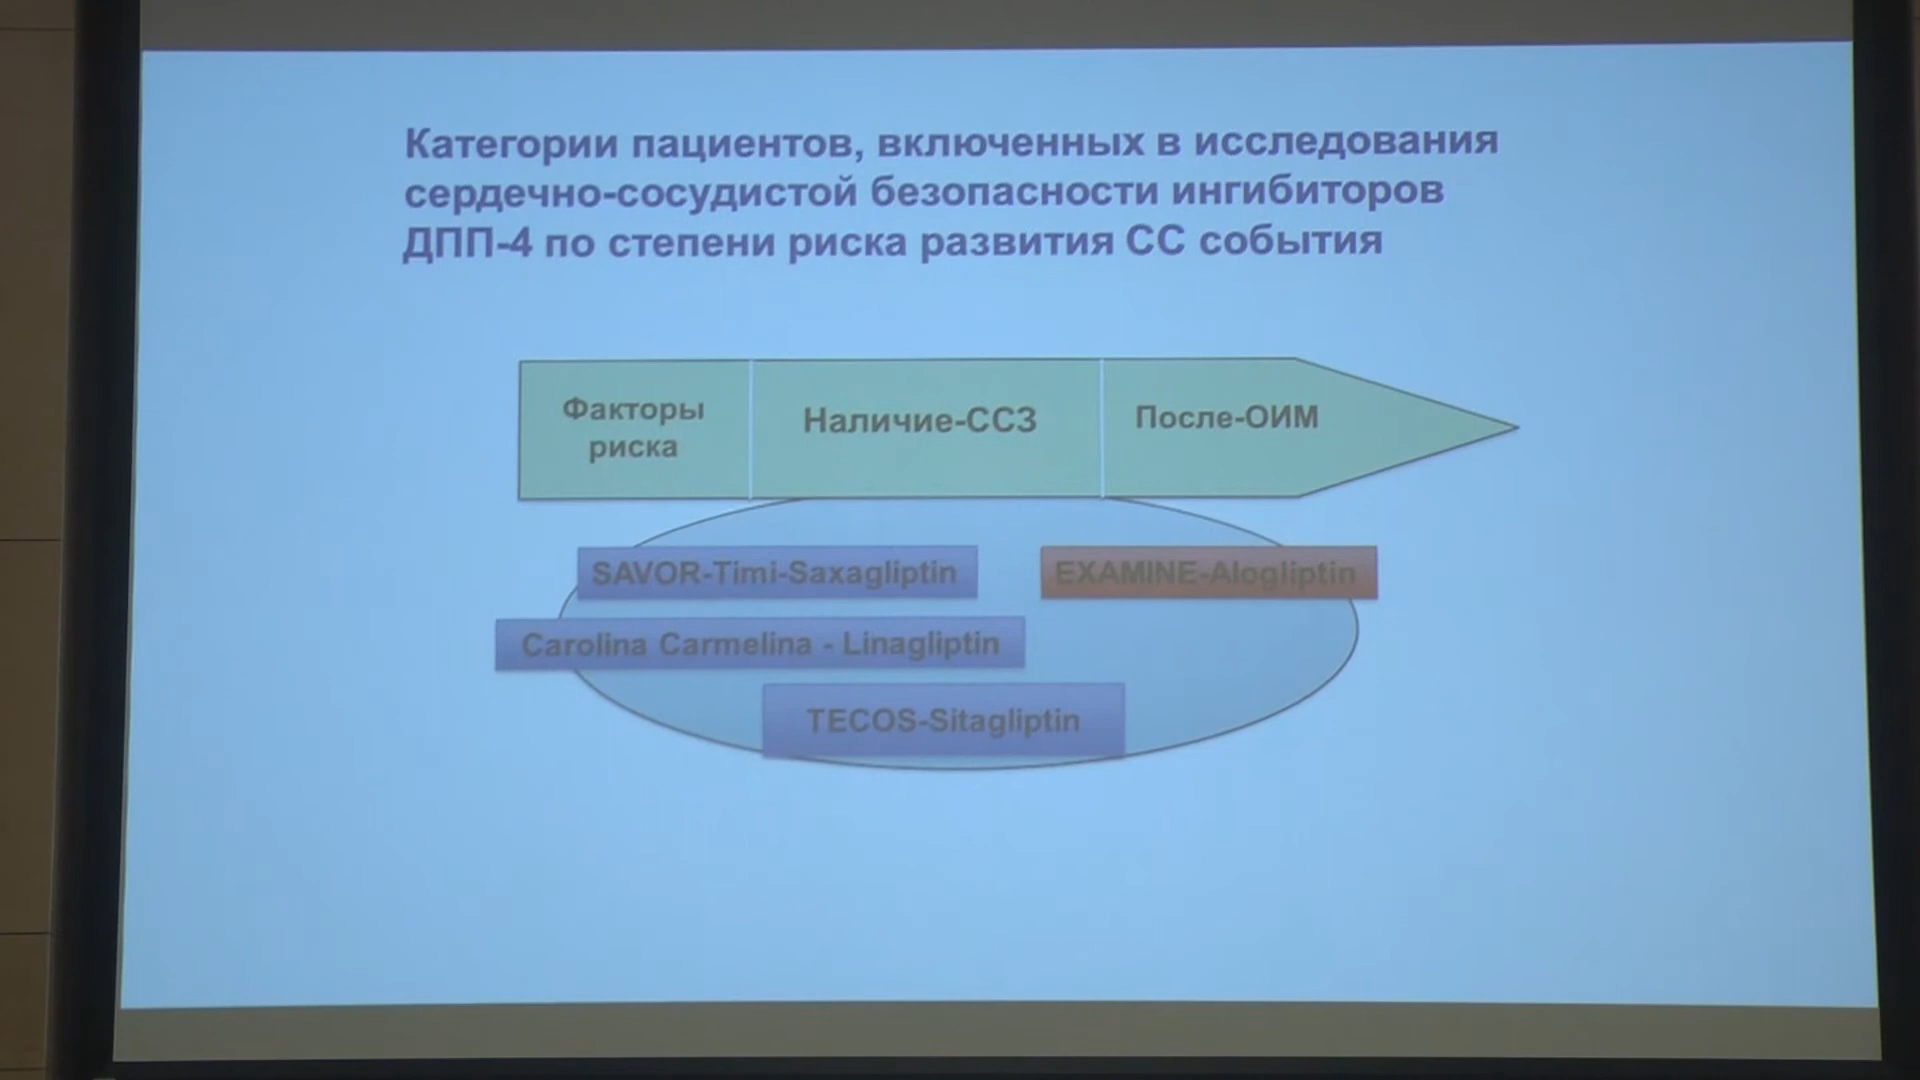 Категории пациентов, включенных в исследования
сердечно-сосудистой безопасности ингибиторов
ДПП-4 по степени риска развития СС события
Факторы
риска
Наличие-ССЗ
После-ОИМ
SAVOR-Timi-Saxagliptin
EXAMINE-Alogliptin
Carolina Carmelina - Linagliptin
TECOS-Sitagliptin